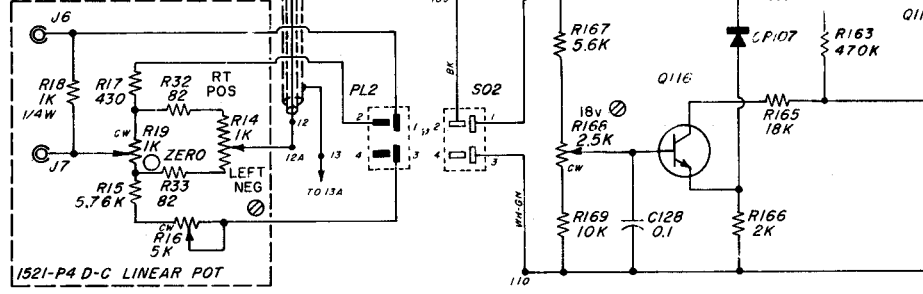 J6
R18
1K
1/4W
R17
430
R32
82
RT
POS
R14
1K
CW
R19
1K
ZERO
J7
LEFT
NEG
R15
5.76K
R33
82
CW
R16
5K
1521-P4 D-C LINEAR POT
12
12A
13
TO 13A
PL2
2
1
4
3
SO2
2
1
4
3
BK
WH-GN
110
R167
5.6K
18V
R168
2.5K
CW
R169
10K
C128
0.1
Q116
R166
2K
R165
18K
R163
470K